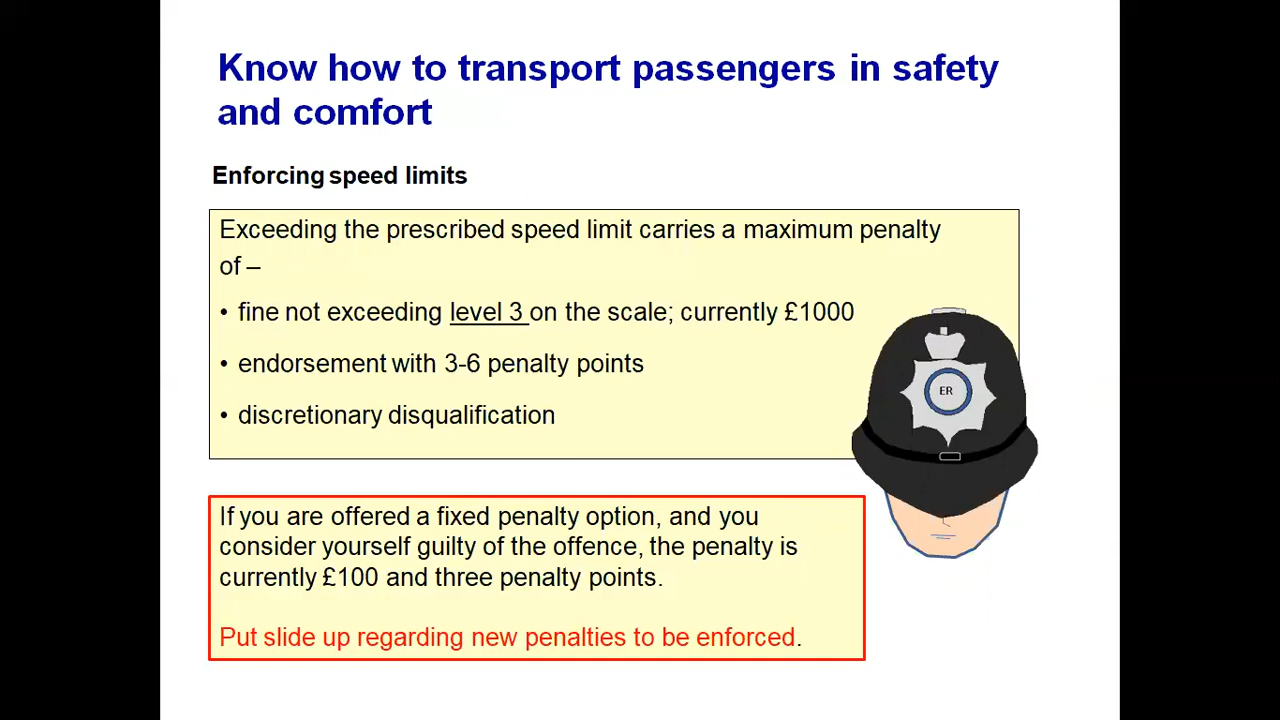 Know how to transport passengers in safety
and comfort
Enforcing speed limits
Exceeding the prescribed speed limit carries a maximum penalty
of –
• fine not exceeding level 3 on the scale; currently £1000
• endorsement with 3-6 penalty points
• discretionary disqualification
ER
If you are offered a fixed penalty option, and you
consider yourself guilty of the offence, the penalty is
currently £100 and three penalty points.
Put slide up regarding new penalties to be enforced.